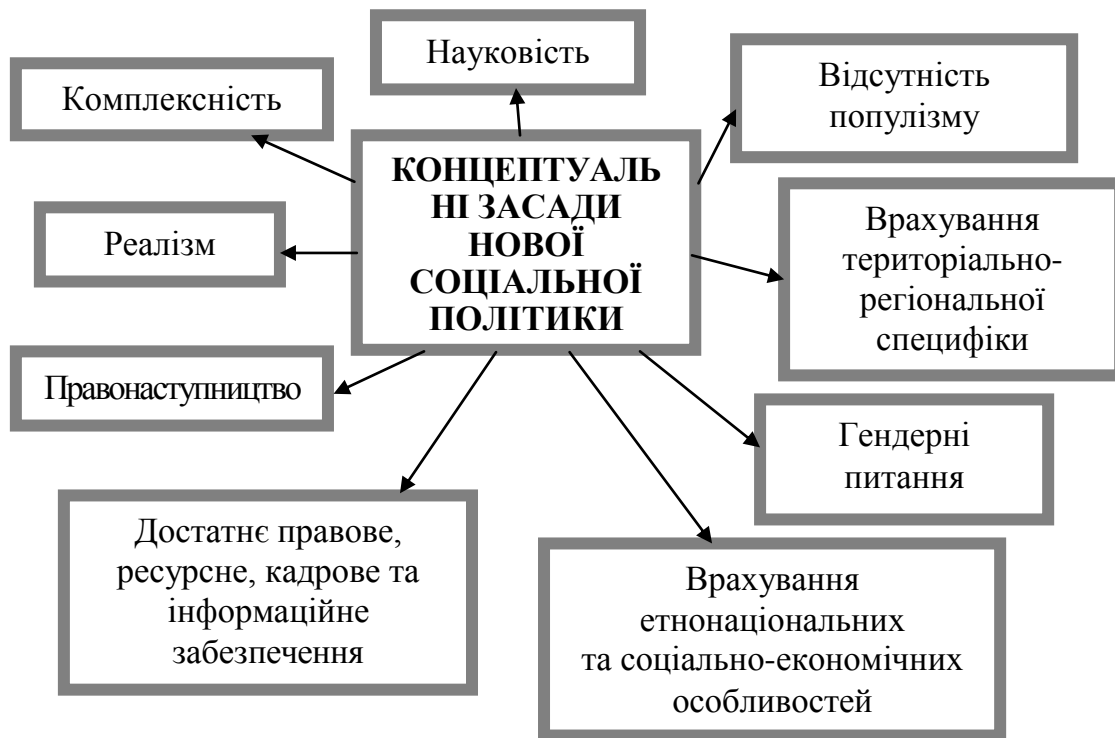 Науковість
Комплексність
Відсутність
популізму
КОНЦЕПТУАЛЬ
НІ ЗАСАДИ
НОВОЇ
СОЦІАЛЬНОЇ
ПОЛІТИКИ
Реалізм
Врахування
територіально-
регіональної
специфіки
Правонаступництво
Гендерні
питання
Достатнє правове,
ресурсне, кадрове та
інформаційне
забезпечення
Врахування
етнонаціональних
та соціально-економічних
особливостей